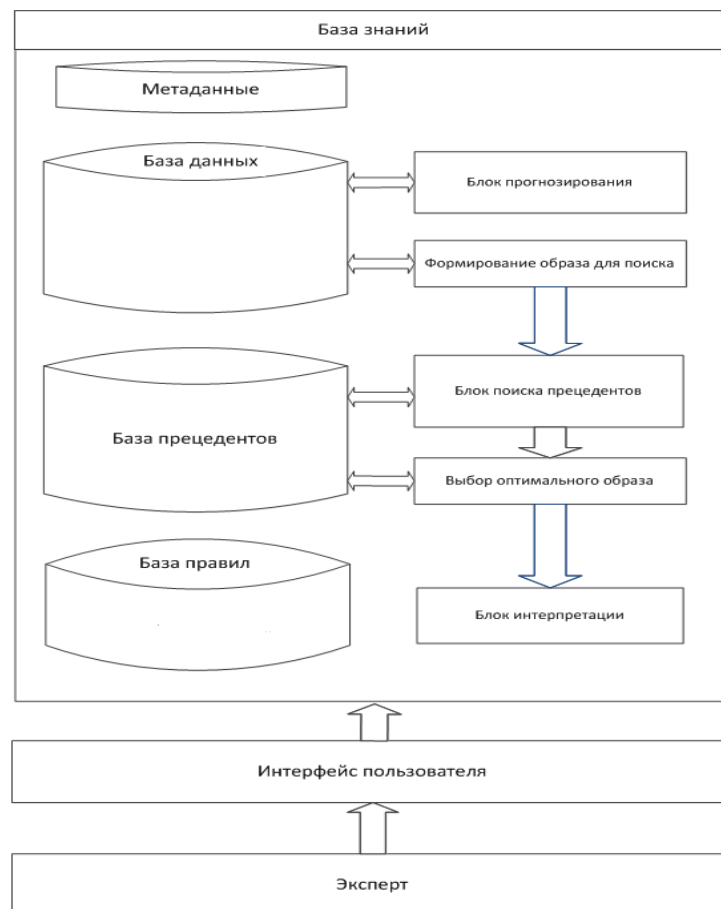 База знаний
Метаданные
База данных
Блок прогнозирования
Формирование образа для поиска
Блок поиска прецедентов
База прецедентов
Выбор оптимального образа
База правил
Блок интерпретации
Интерфейс пользователя
Эксперт